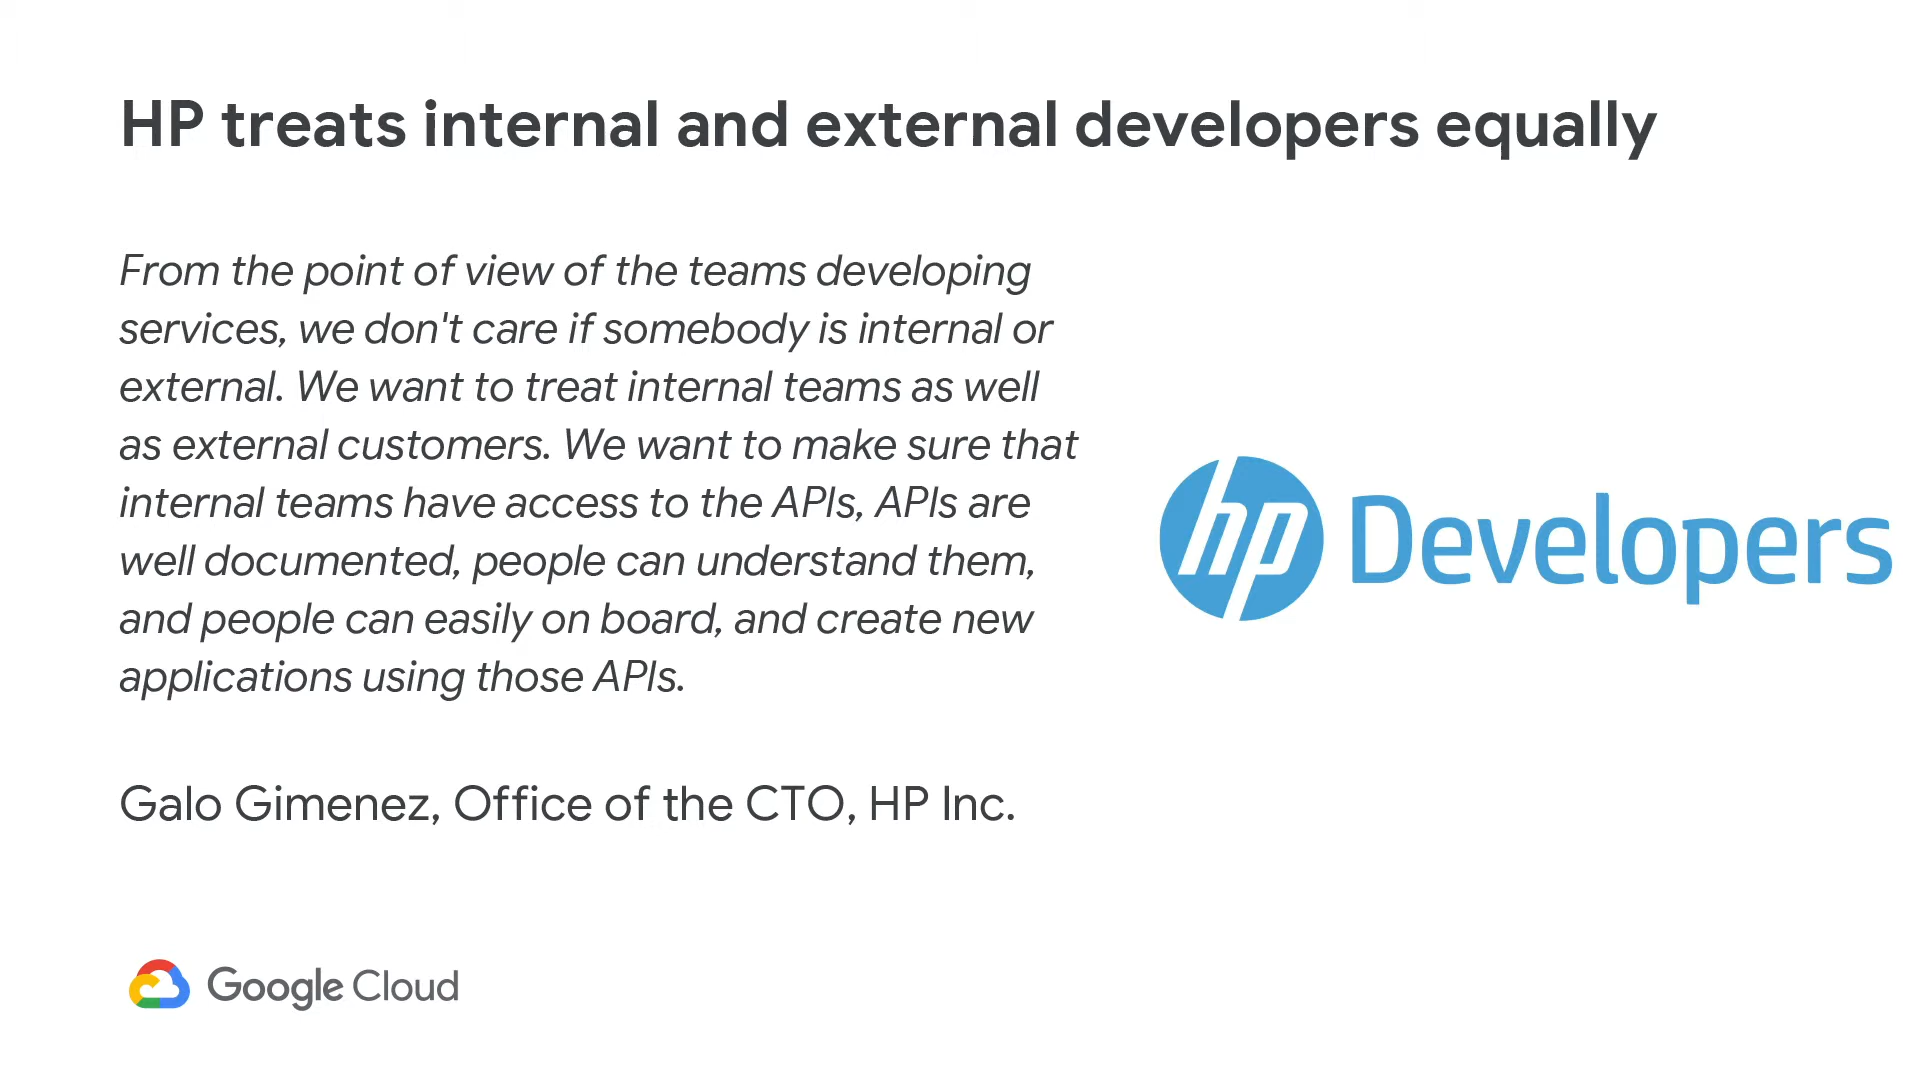 HP treats internal and external developers equally
From the point of view of the teams developing
services, we don't care if somebody is internal or
external. We want to treat internal teams as well
as external customers. We want to make sure that
internal teams have access to the APIs, APIs are
well documented, people can understand them,
and people can easily on board, and create new
applications using those APIs.
Galo Gimenez, Office of the CTO, HP Inc.
hp Developers
Google Cloud